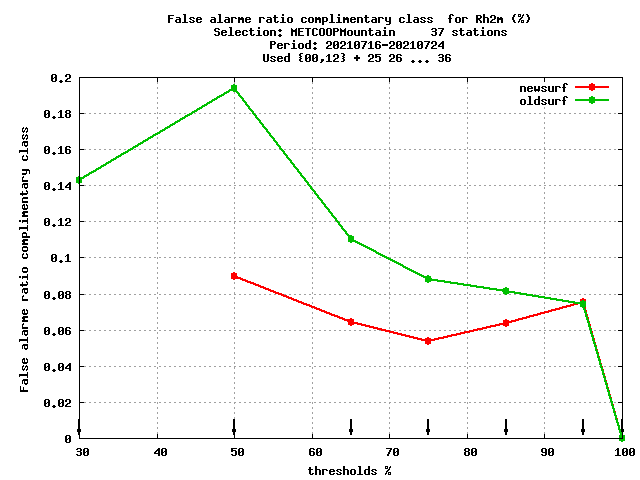 False alarme ratio complimentary class  for Rh2m (%)
Selection: METCOOPMountain     37 stations
Period: 20210716-20210724
Used {00,12} + 25 26 ... 36
newsurf
oldsurf
False alarme ratio complimentary class
0.2
0.18
0.16
0.14
0.12
0.1
0.08
0.06
0.04
0.02
0
30 40 50 60 70 80 90 100
thresholds %